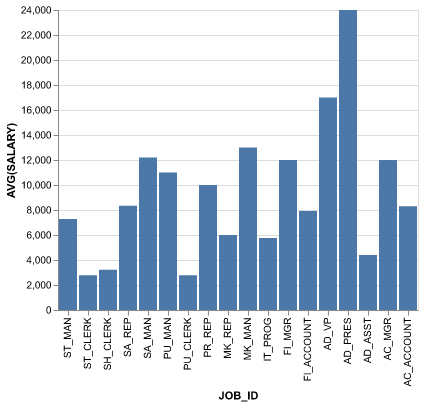 24,000
22,000
20,000
18,000
16,000
14,000
12,000
10,000
8,000
6,000
4,000
2,000
0
AVG(SALARY)
ST_MAN
ST_CLERK
SH_CLERK
SA_REP
SA_MAN
PU_MAN
PU_CLERK
PR_REP
MK_REP
MK_MAN
IT_PROG
FI_MGR
FI_ACCOUNT
AD_VP
AD_PRES
AD_ASST
AC_MGR
AC_ACCOUNT
JOB_ID